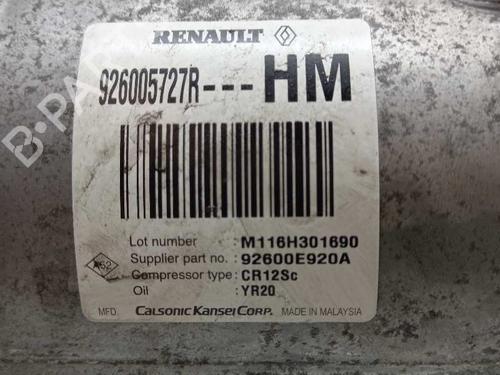 RENAULT
926005727R--- HM
Lot number : M116H301690
Supplier part no. : 92600E920A
Compressor type : CR12Sc
Oil : YR20
MFD. CALSONIC KANSEI CORP. MADE IN MALAYSIA
B-PARTS